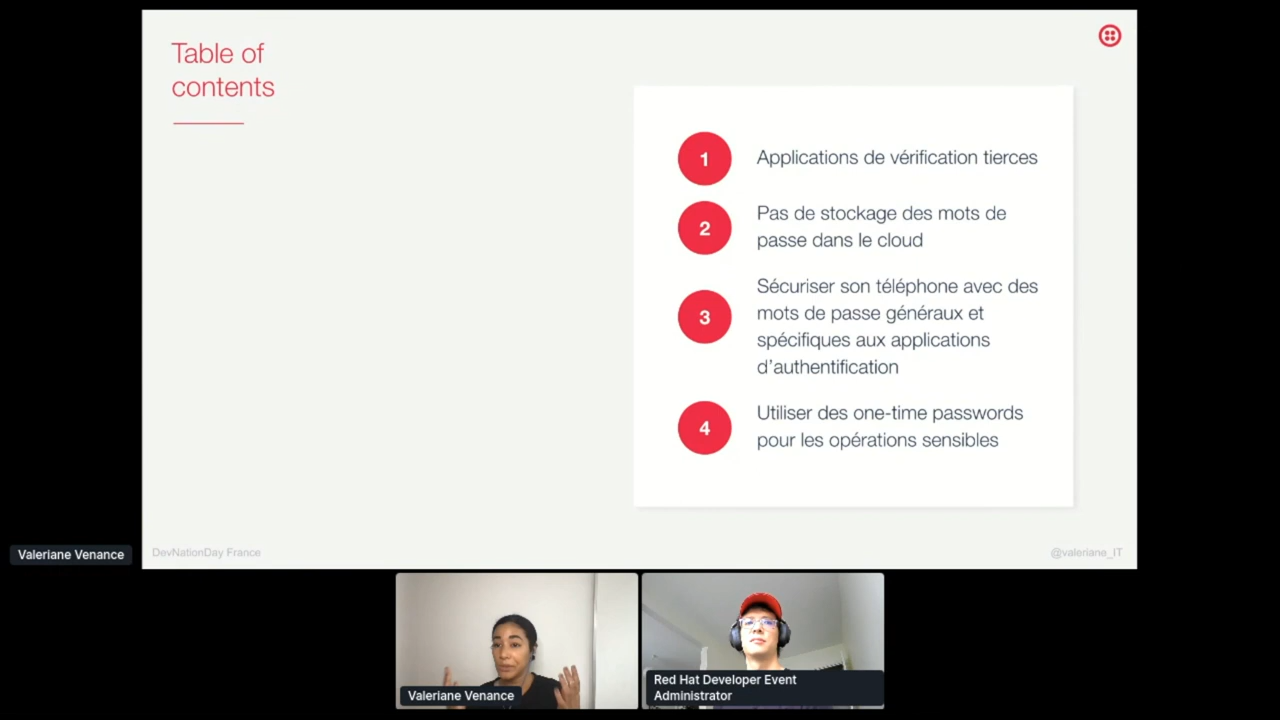 Table of
contents
1
Applications de vérification tierces
2
Pas de stockage des mots de
passe dans le cloud
3
Sécuriser son téléphone avec des
mots de passe généraux et
spécifiques aux applications
d’authentification
4
Utiliser des one-time passwords
pour les opérations sensibles
DevNationDay France
@valeriane_IT
Valeriane Venance
Valeriane Venance
Red Hat Developer Event
Administrator